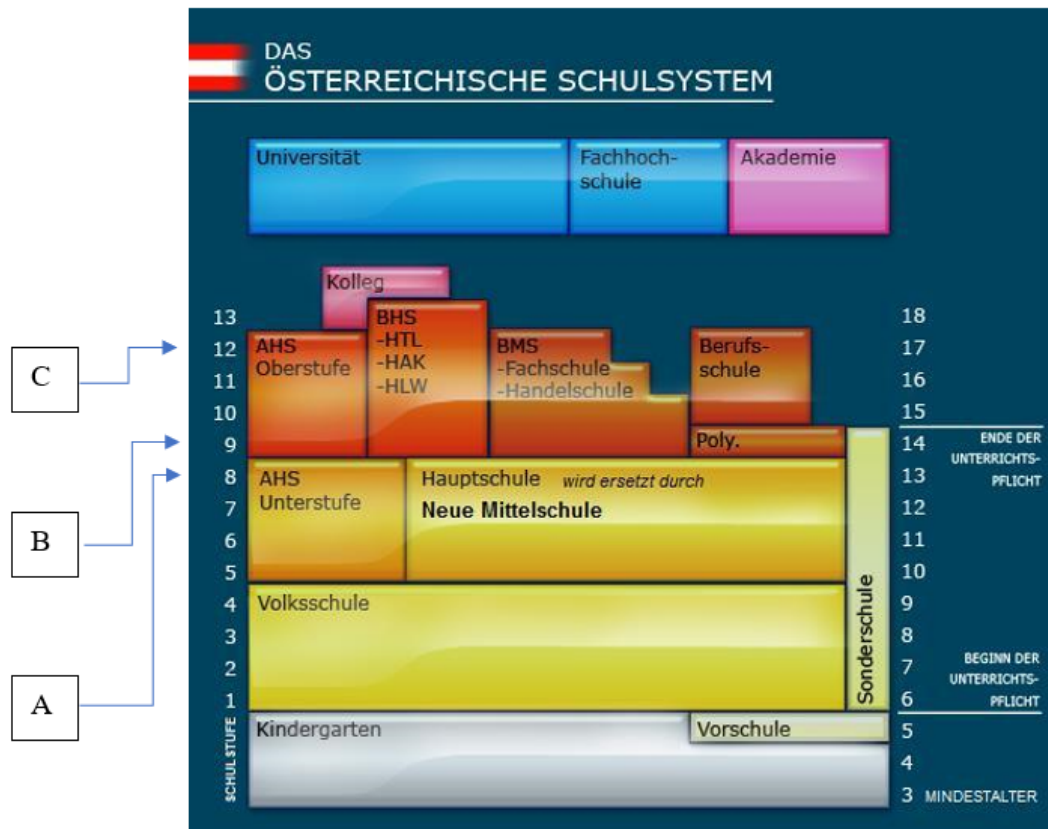 DAS
ÖSTERREICHISCHE SCHULSYSTEM
Universität
Fachhoch-
schule
Akademie
Kolleg
13
12
11
10
9
8
7
6
5
4
3
2
1
SCHULSTUFE
AHS
Oberstufe
BHS
-HTL
-HAK
-HLW
BMS
-Fachschule
-Handelschule
Berufs-
schule
Poly.
AHS
Unterstufe
Hauptschule wird ersetzt durch
Neue Mittelschule
Volksschule
Sonderschule
Kindergarten
Vorschule
18
17
16
15
14
13
12
11
10
9
8
7
6
5
4
3 MINDESTALTER
ENDE DER
UNTERRICHTS-
PFLICHT
BEGINN DER
UNTERRICHTS-
PFLICHT
C
B
A